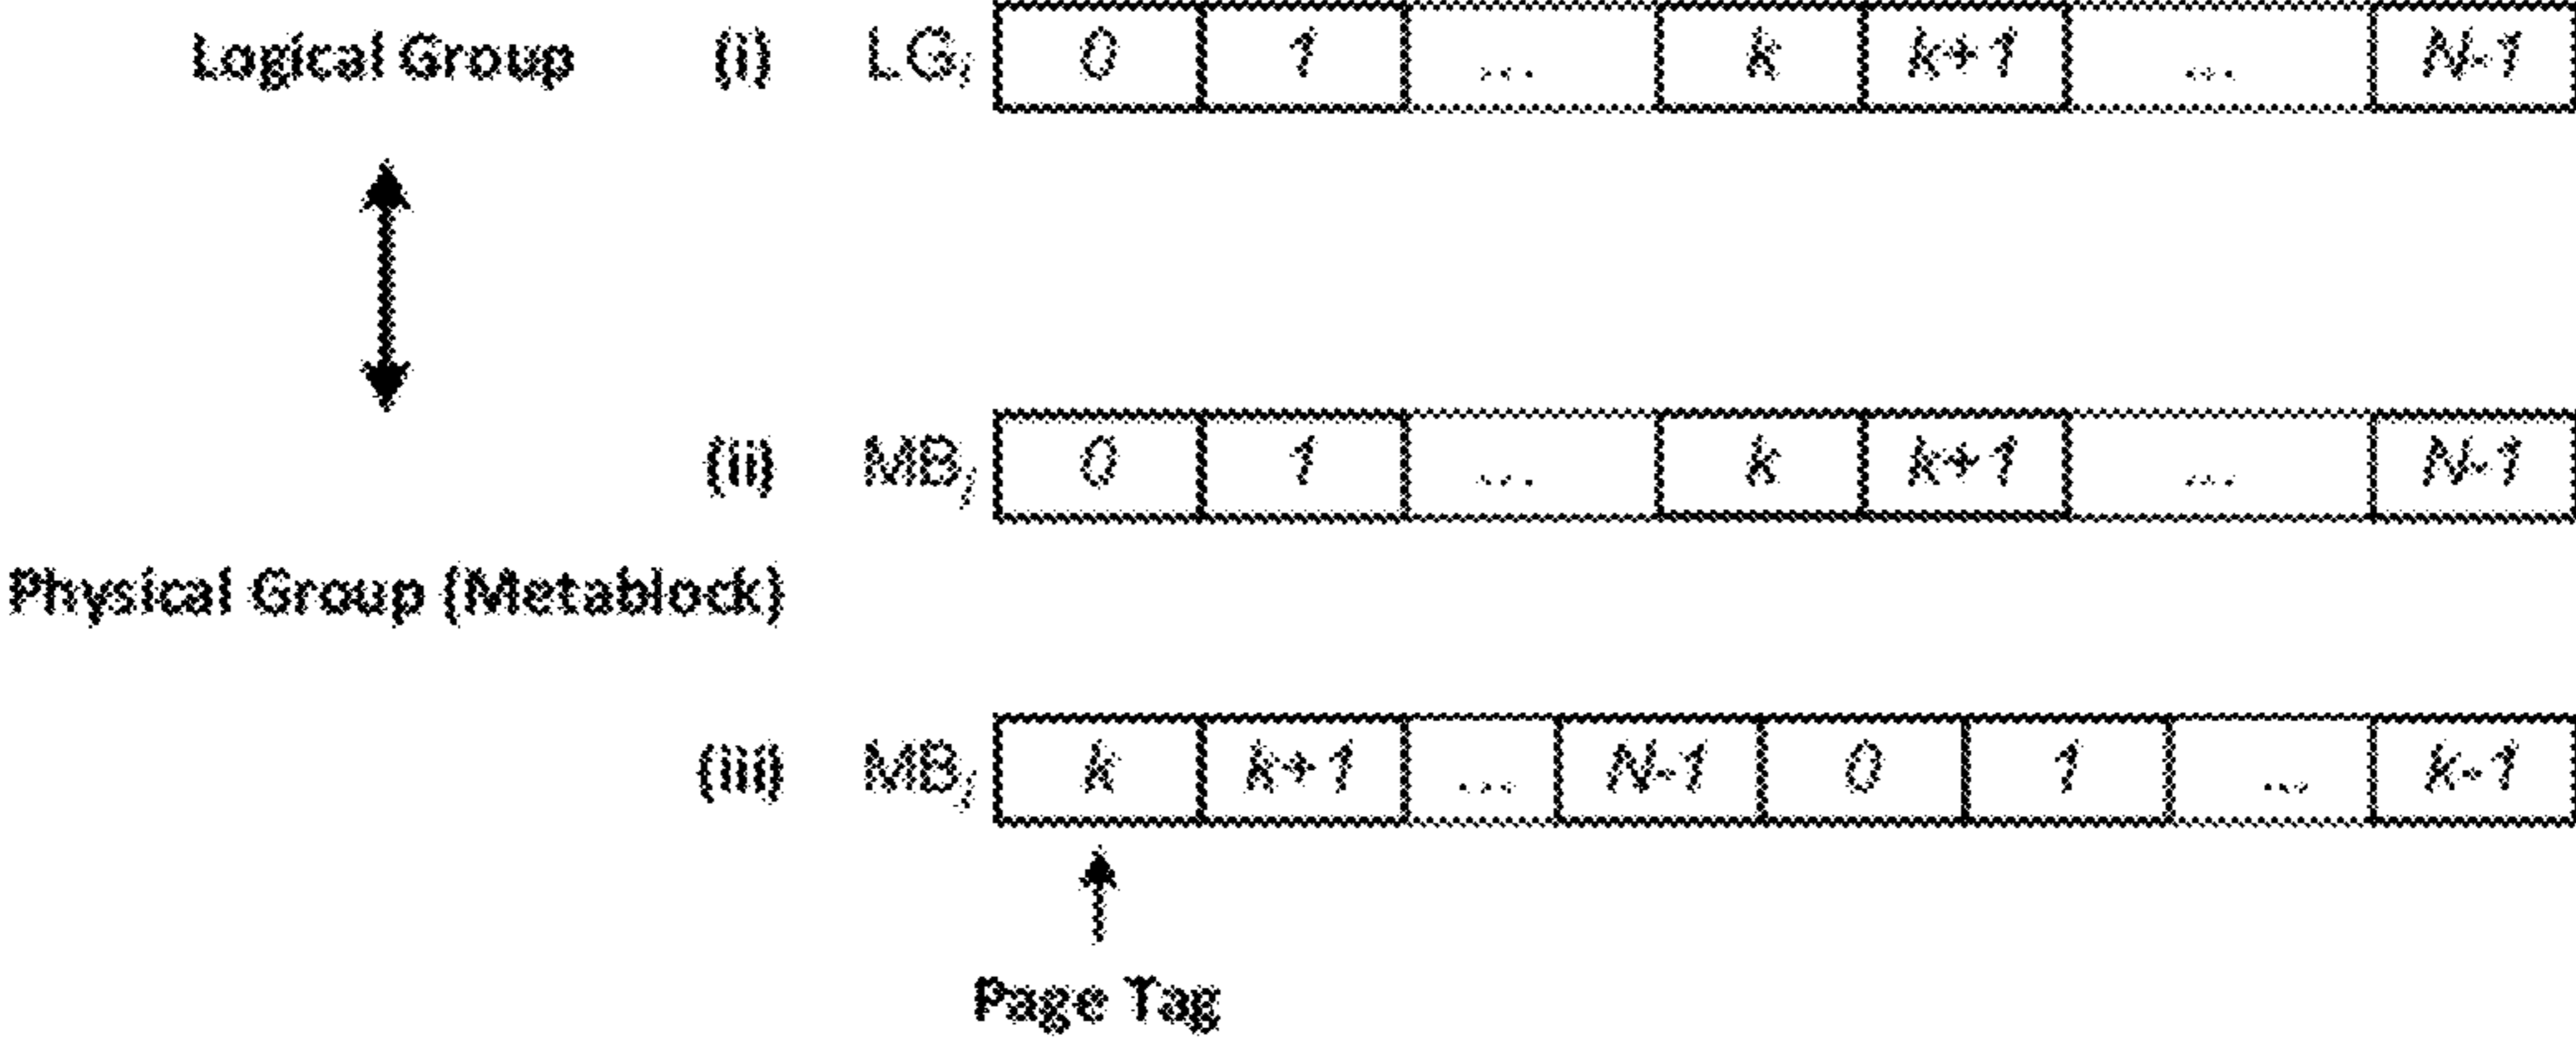 Logical Group (i) LGi 0 1 ... k k+1 ... N-1
(ii) MBj 0 1 ... k k+1 ... N-1
Physical Group (Metablock)
(iii) MBj k k+1 ... N-1 0 1 ... k-1
Page Tag